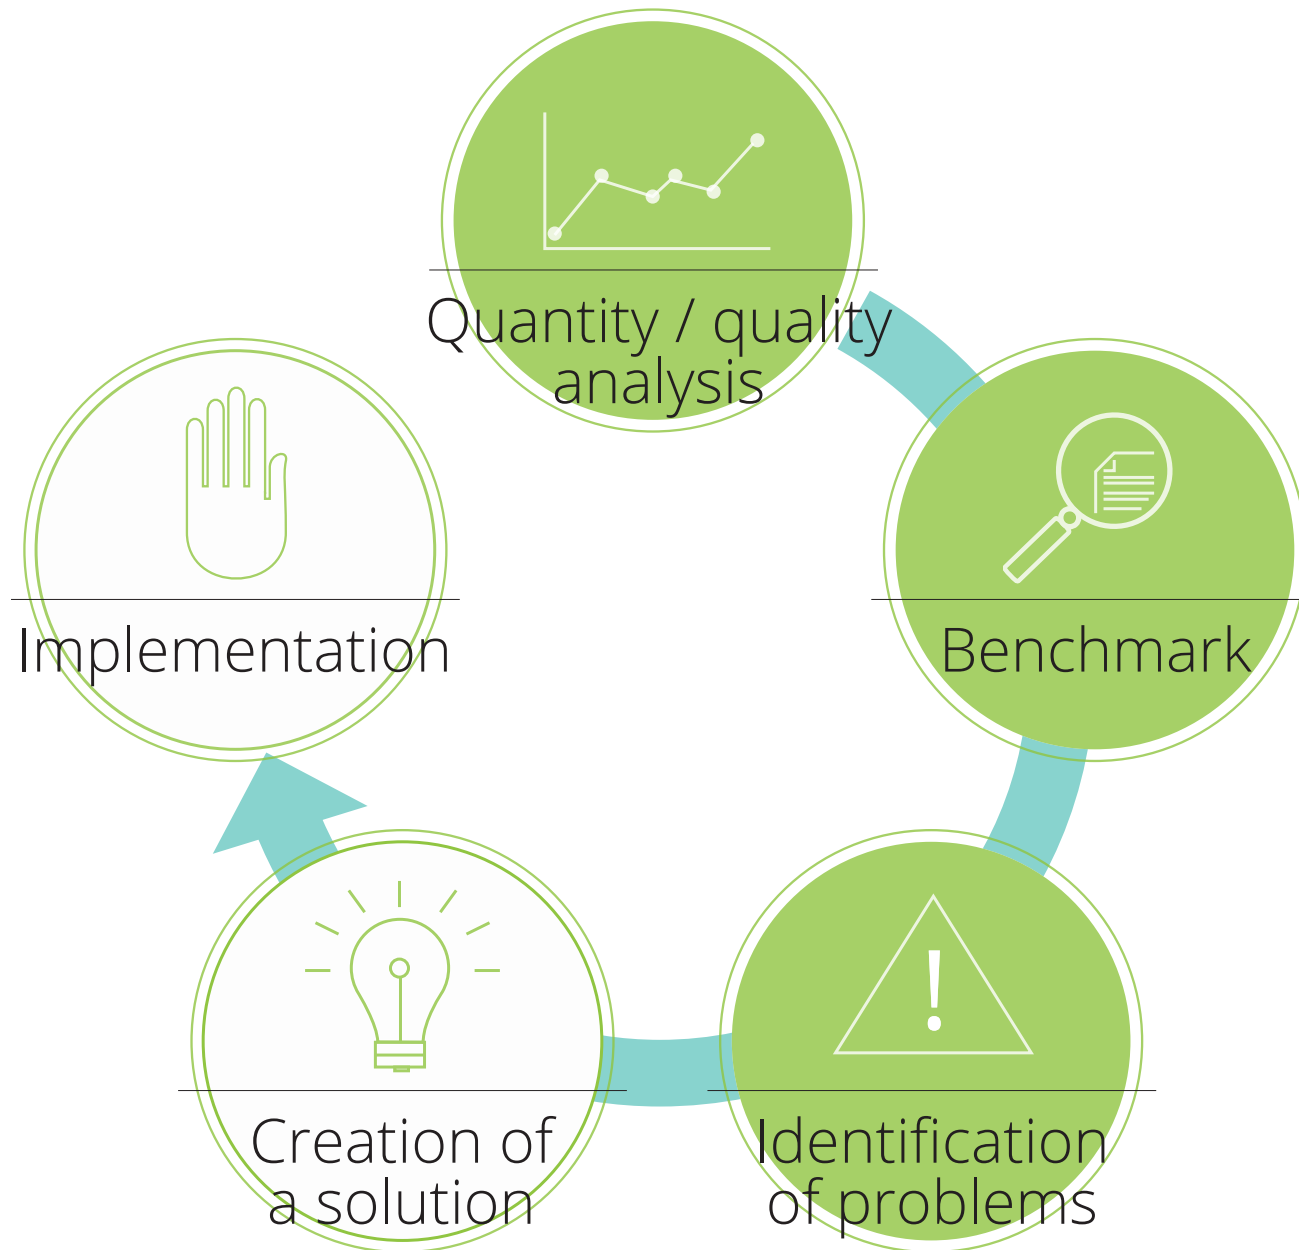 Quantity / quality
analysis
Benchmark
Identification
of problems
Creation of
a solution
Implementation